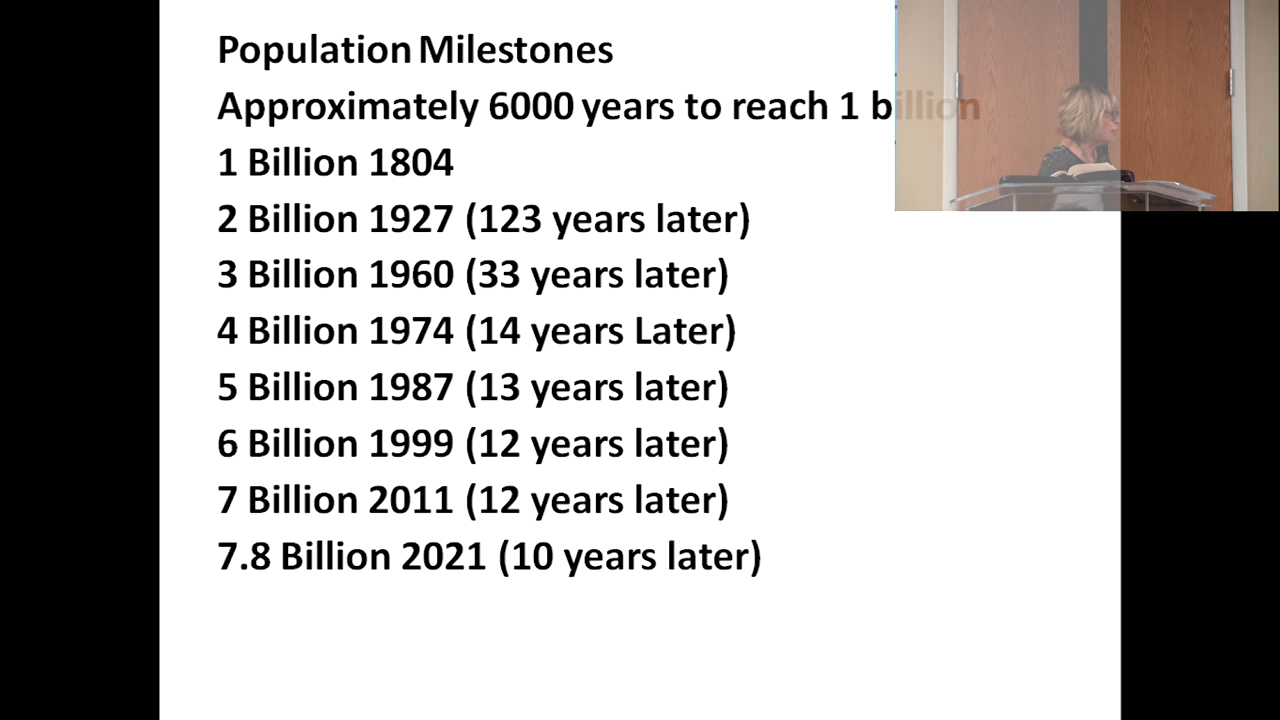 Population Milestones
Approximately 6000 years to reach 1 billion
1 Billion 1804
2 Billion 1927 (123 years later)
3 Billion 1960 (33 years later)
4 Billion 1974 (14 years Later)
5 Billion 1987 (13 years later)
6 Billion 1999 (12 years later)
7 Billion 2011 (12 years later)
7.8 Billion 2021 (10 years later)